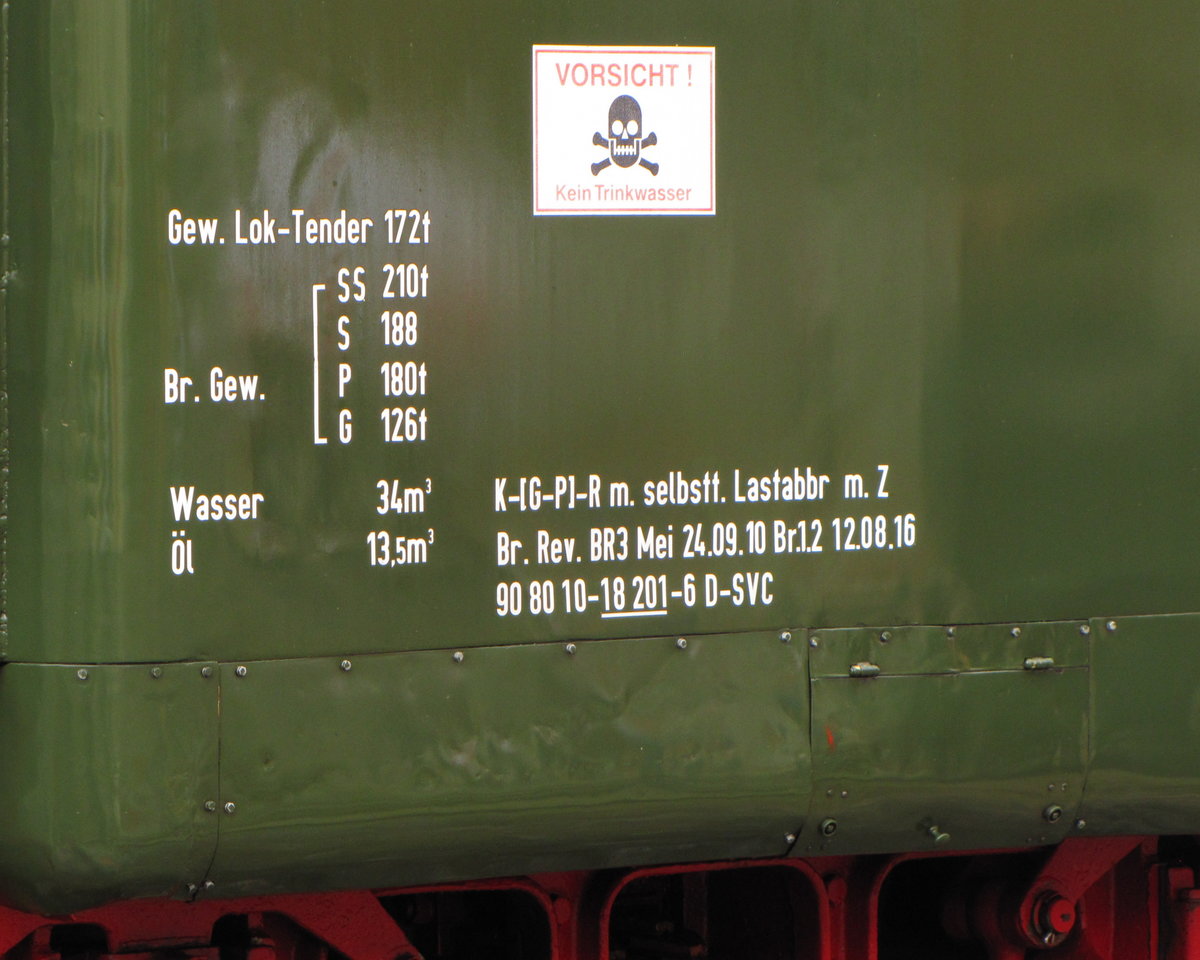 VORSICHT !
Kein Trinkwasser
Gew. Lok-Tender 172t
SS 210t
S 188
P 180t
Br. Gew.
G 126t
Wasser 34m³
Öl 13,5m³
K-[G-P]-R m. selbstt. Lastabbr m. Z
Br. Rev. BR3 Mei 24.09.10 Br.1.2 12.08.16
90 80 10-18 201-6 D-SVC